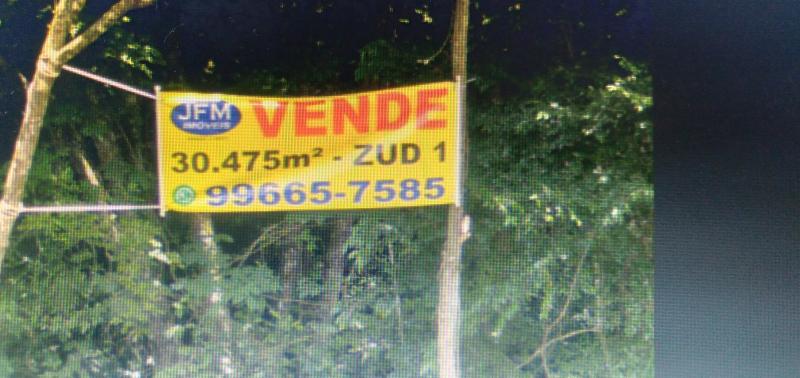 JFM
IMÓVEIS
VENDE
30.475m² - ZUD 1
99665-7585